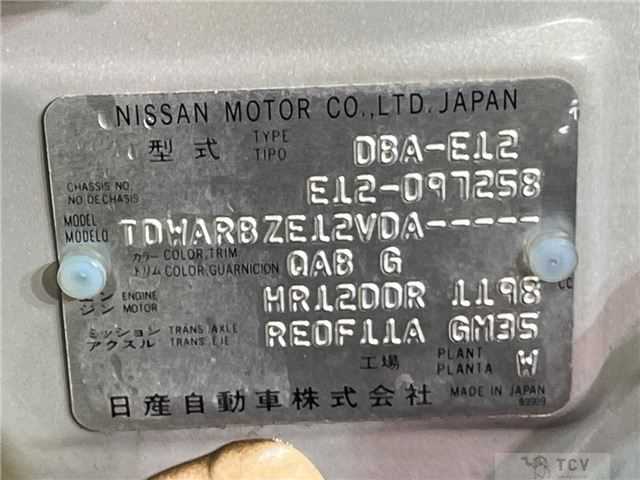 NISSAN MOTOR CO.,LTD. JAPAN
型式 TYPE TIPO DBA-E12
CHASSIS NO. NO DE CHASIS E12-097258
MODEL MODELO TDWARBZE12VDA-----
カラー トリム COLOR,TRIM COLOR,GUARNICION QAB G
ジン ENGINE MOTOR HR12DDR 1198
CC
ミッション アクスル TRANS. AXLE TRANS. EJE RE0F11A GM35
工場 PLANT PLANTA W
日産自動車株式会社 MADE IN JAPAN
TCV